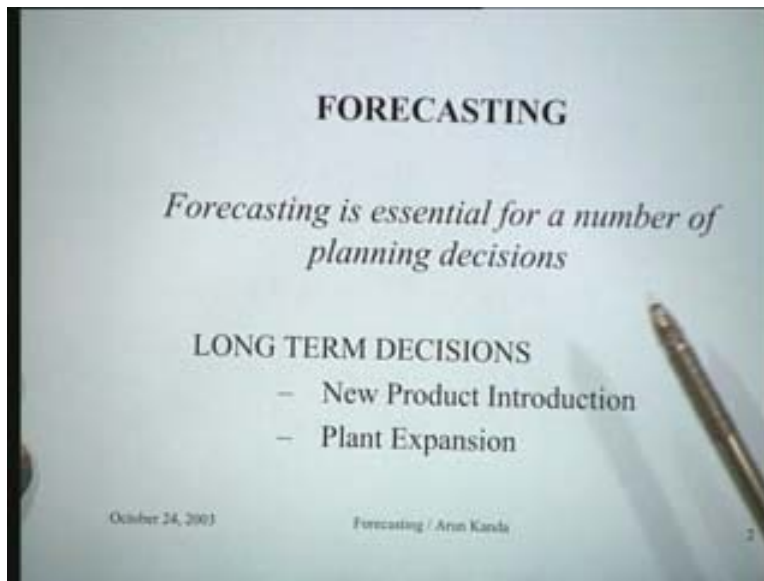 FORECASTING
Forecasting is essential for a number of
planning decisions
LONG TERM DECISIONS
– New Product Introduction
– Plant Expansion
October 24, 2003
Forecasting / Arun Kanda
2